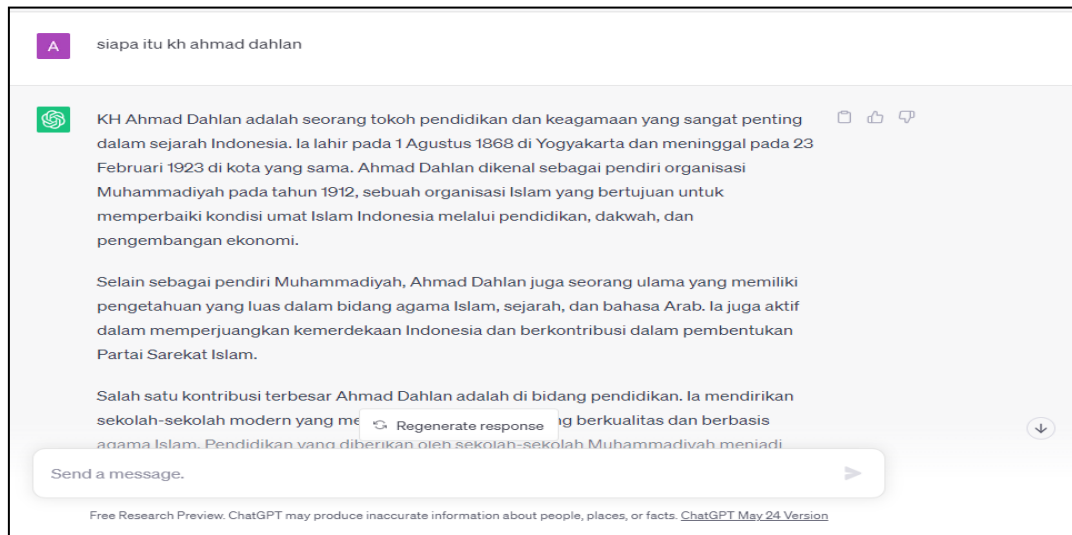 A
siapa itu kh ahmad dahlan
KH Ahmad Dahlan adalah seorang tokoh pendidikan dan keagamaan yang sangat penting
dalam sejarah Indonesia. Ia lahir pada 1 Agustus 1868 di Yogyakarta dan meninggal pada 23
Februari 1923 di kota yang sama. Ahmad Dahlan dikenal sebagai pendiri organisasi
Muhammadiyah pada tahun 1912, sebuah organisasi Islam yang bertujuan untuk
memperbaiki kondisi umat Islam Indonesia melalui pendidikan, dakwah, dan
pengembangan ekonomi.
Selain sebagai pendiri Muhammadiyah, Ahmad Dahlan juga seorang ulama yang memiliki
pengetahuan yang luas dalam bidang agama Islam, sejarah, dan bahasa Arab. Ia juga aktif
dalam memperjuangkan kemerdekaan Indonesia dan berkontribusi dalam pembentukan
Partai Sarekat Islam.
Salah satu kontribusi terbesar Ahmad Dahlan adalah di bidang pendidikan. Ia mendirikan
sekolah-sekolah modern yang berkualitas dan berbasis
Regenerate response
agama Islam. Pendidikan yang diberikan oleh sekolah-sekolah Muhammadiyah menjadi
Send a message.
Free Research Preview. ChatGPT may produce inaccurate information about people, places, or facts. ChatGPT May 24 Version